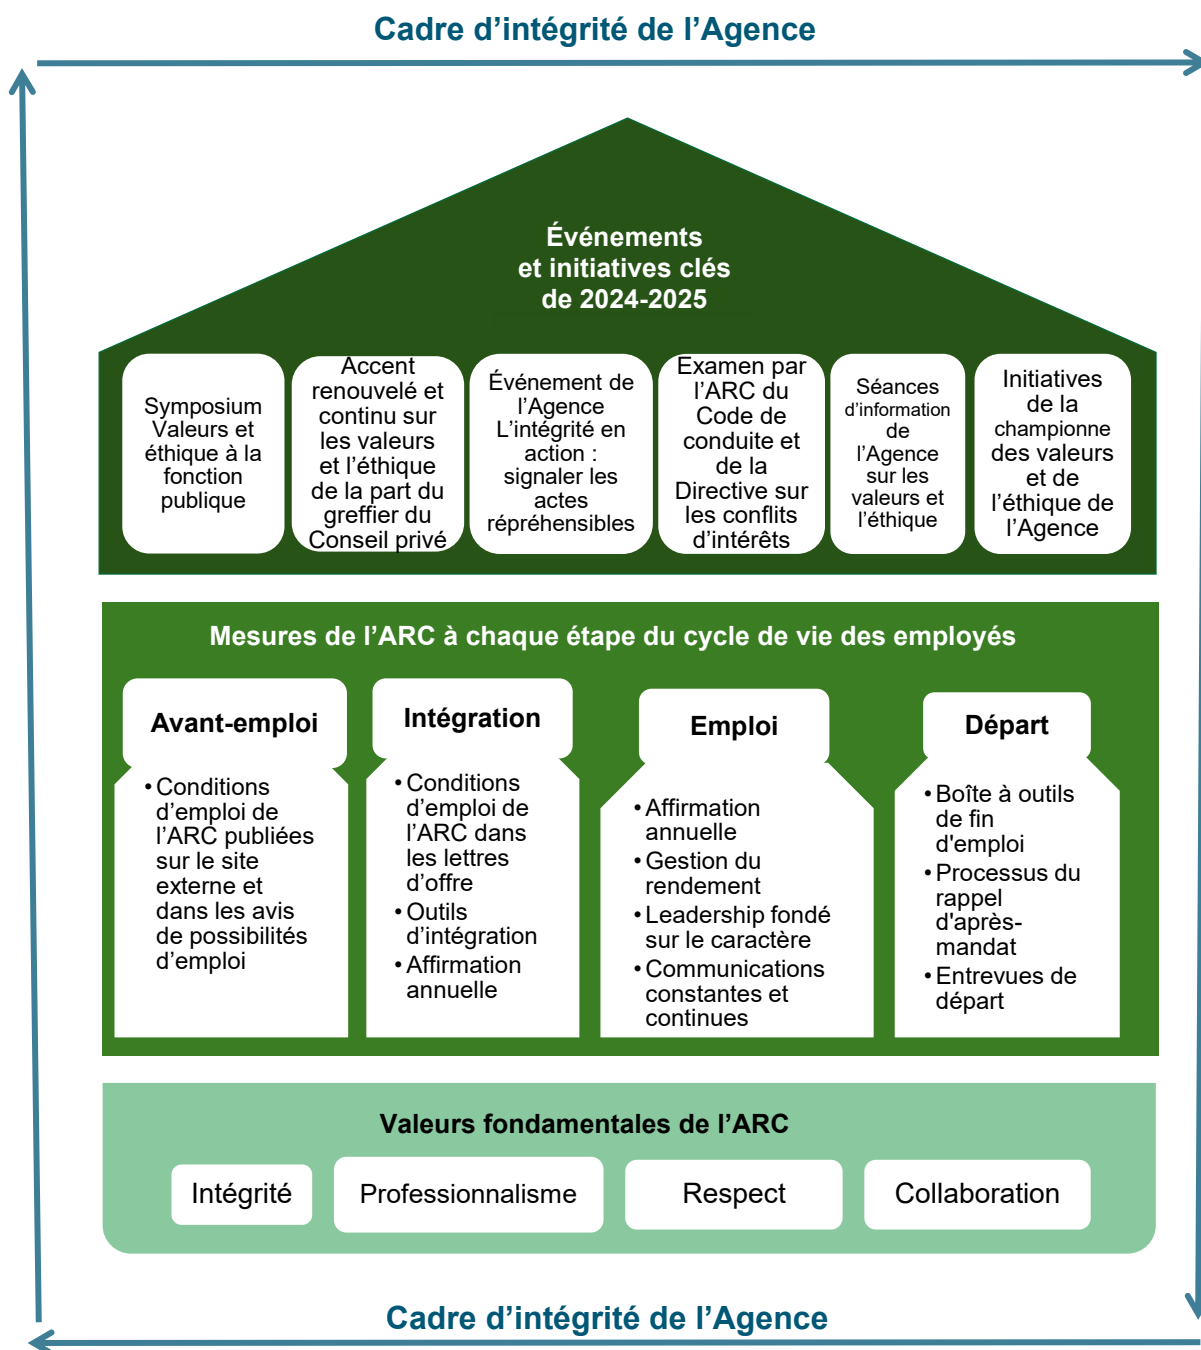 Cadre d’intégrité de l’Agence
Événements
et initiatives clés
de 2024-2025
Symposium
Valeurs et
éthique à la
fonction
publique
Accent
renouvelé et
continu sur
les valeurs
et l’éthique
de la part du
greffier du
Conseil privé
Événement de
l’Agence
L’intégrité en
action :
signaler les
actes
répréhensibles
Examen par
l’ARC du
Code de
conduite et
de la
Directive sur
les conflits
d’intérêts
Séances
d’information
de
l’Agence
sur les
valeurs et
l’éthique
Initiatives
de la
championne
des valeurs
et de
l’éthique de
l’Agence
Mesures de l’ARC à chaque étape du cycle de vie des employés
Avant-emploi
• Conditions
d’emploi de
l’ARC publiées
sur le site
externe et
dans les avis
de possibilités
d’emploi
Intégration
• Conditions
d’emploi de
l’ARC dans
les lettres
d’offre
• Outils
d’intégration
• Affirmation
annuelle
Emploi
• Affirmation
annuelle
• Gestion du
rendement
• Leadership fondé
sur le caractère
• Communications
constantes et
continues
Départ
• Boîte à outils
de fin
d'emploi
• Processus du
rappel
d'après-
mandat
• Entrevues de
départ
Valeurs fondamentales de l’ARC
Intégrité
Professionnalisme
Respect
Collaboration
Cadre d’intégrité de l’Agence